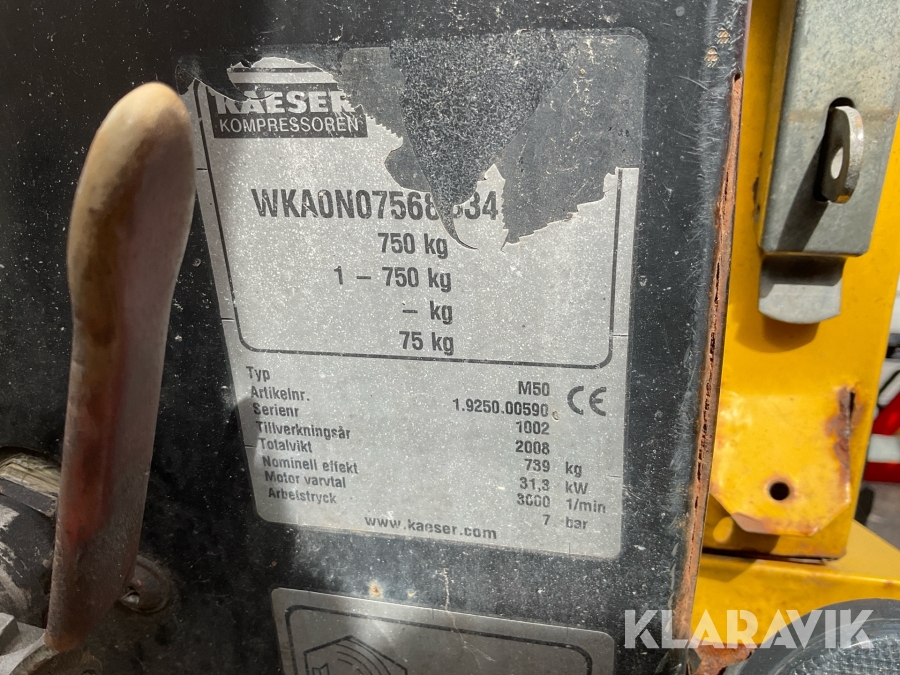 KAESER
KOMPRESSOREN
750 kg
1 – 750 kg
– kg
75 kg
Typ M50 CE
Artikelnr. 1.9250.00590
Serienr 1002
Tillverkningsår 2008
Totalvikt 739 kg
Nominell effekt 31,3 kW
Motor varvtal 3000 1/min
Arbetstryck 7 bar
www.kaeser.com
KLARAVIK